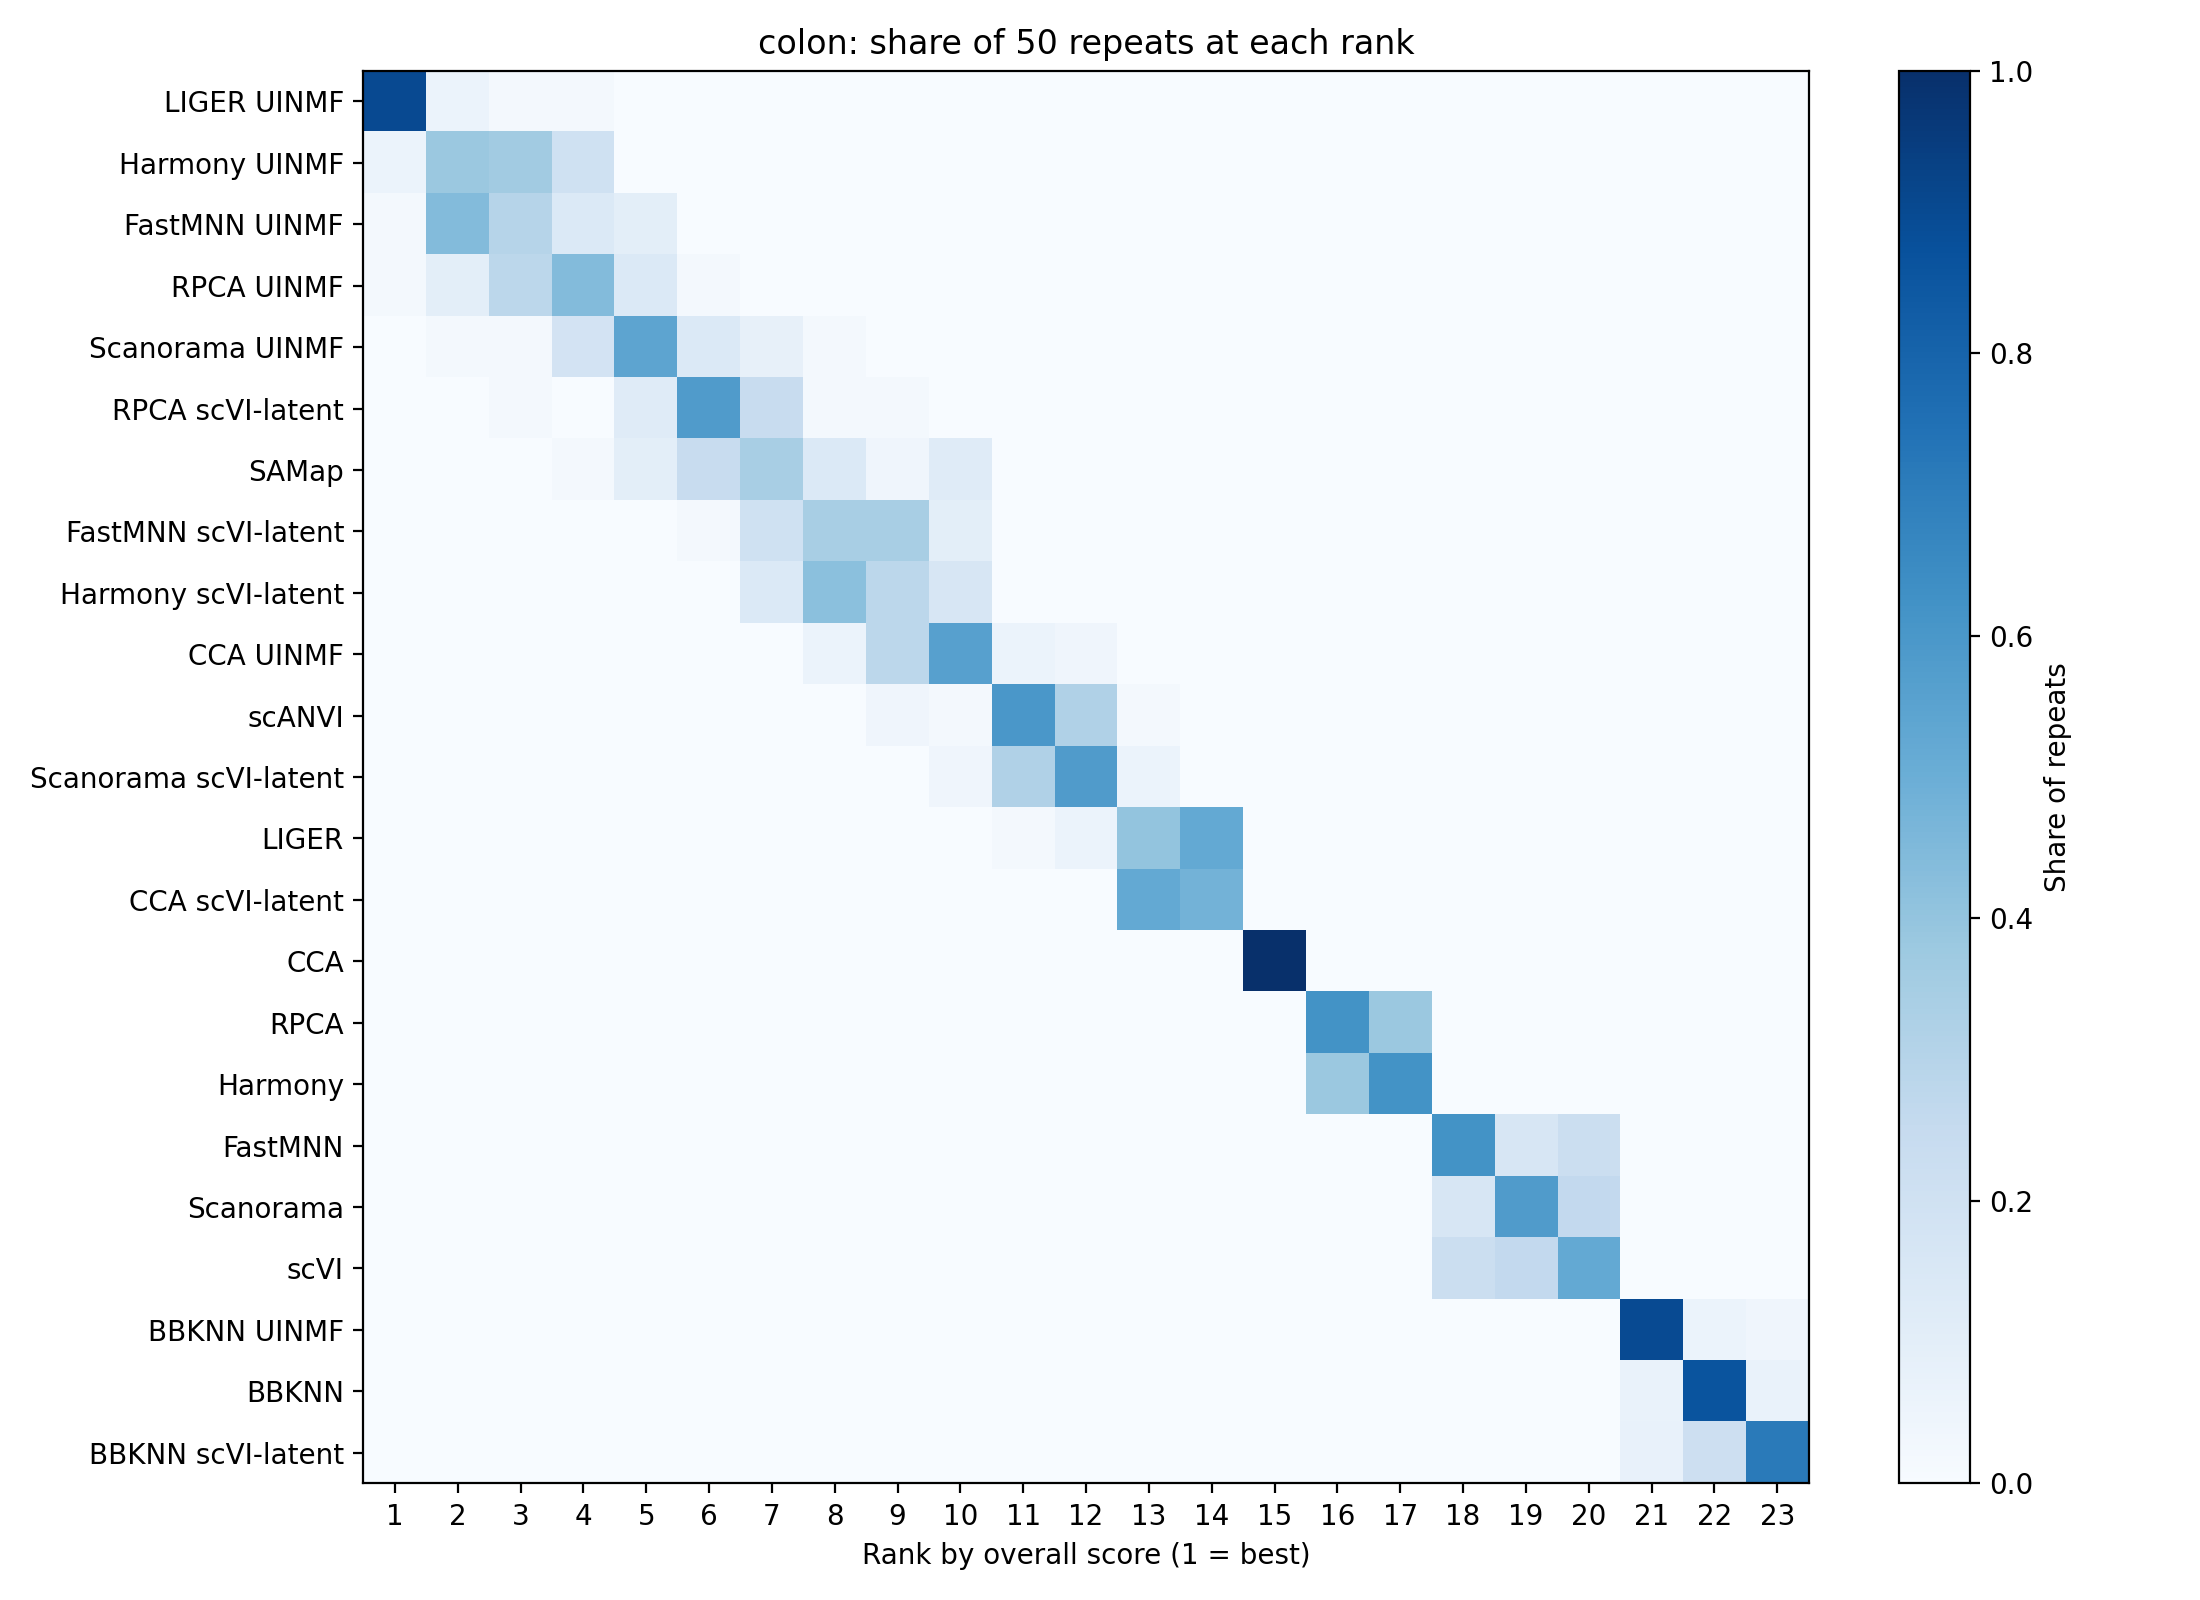 colon: share of 50 repeats at each rank
LIGER UINMF
Harmony UINMF
FastMNN UINMF
RPCA UINMF
Scanorama UINMF
RPCA scVI-latent
SAMap
FastMNN scVI-latent
Harmony scVI-latent
CCA UINMF
scANVI
Scanorama scVI-latent
LIGER
CCA scVI-latent
CCA
RPCA
Harmony
FastMNN
Scanorama
scVI
BBKNN UINMF
BBKNN
BBKNN scVI-latent
1 2 3 4 5 6 7 8 9 10 11 12 13 14 15 16 17 18 19 20 21 22 23
Rank by overall score (1 = best)
1.0
0.8
0.6
0.4
0.2
0.0
Share of repeats